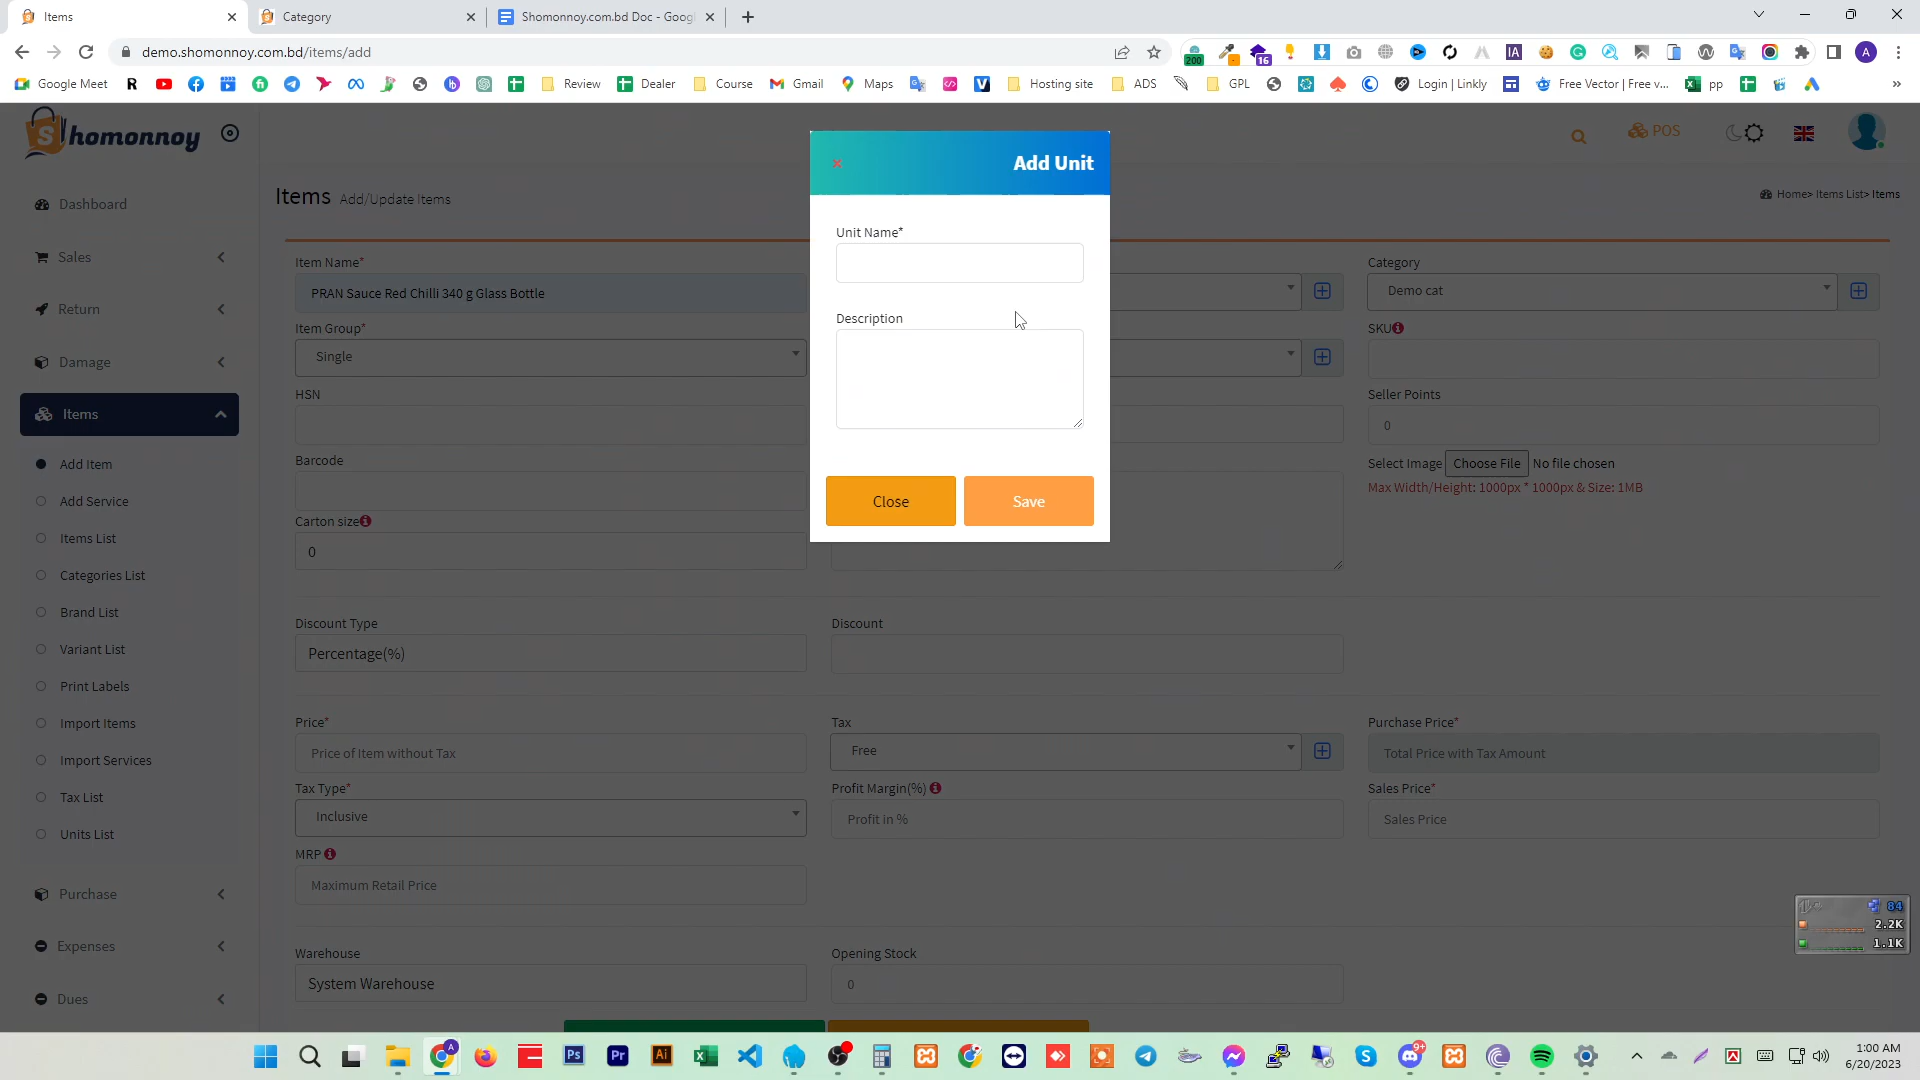 Items
Category
Shomonnoy.com.bd Doc - Goog
demo.shomonnoy.com.bd/items/add
200
16
A
Google Meet
Review
Dealer
Course
Gmail
Maps
Hosting site
ADS
GPL
Login | Linkly
Free Vector | Free v...
pp
»
Shomonnoy
POS
Add Unit
Items Add/Update Items
Home> Items List> Items
Dashboard
Sales
Return
Damage
Items
Add Item
Add Service
Items List
Categories List
Brand List
Variant List
Print Labels
Import Items
Import Services
Tax List
Units List
Purchase
Expenses
Dues
Unit Name*
Description
Close
Save
Item Name*
PRAN Sauce Red Chilli 340 g Glass Bottle
Category
Demo cat
Item Group*
Single
SKU
HSN
Seller Points
0
Barcode
Select Image Choose File No file chosen
Max Width/Height: 1000px * 1000px & Size: 1MB
Carton size
0
Discount Type
Percentage(%)
Discount
Price*
Price of Item without Tax
Tax
Free
Purchase Price*
Total Price with Tax Amount
Tax Type*
Inclusive
Profit Margin(%)
Profit in %
Sales Price*
Sales Price
MRP
Maximum Retail Price
Warehouse
System Warehouse
Opening Stock
0
84
2.2K
1.1K
A
Ps
Pr
Ai
S
9+
1:00 AM
6/20/2023